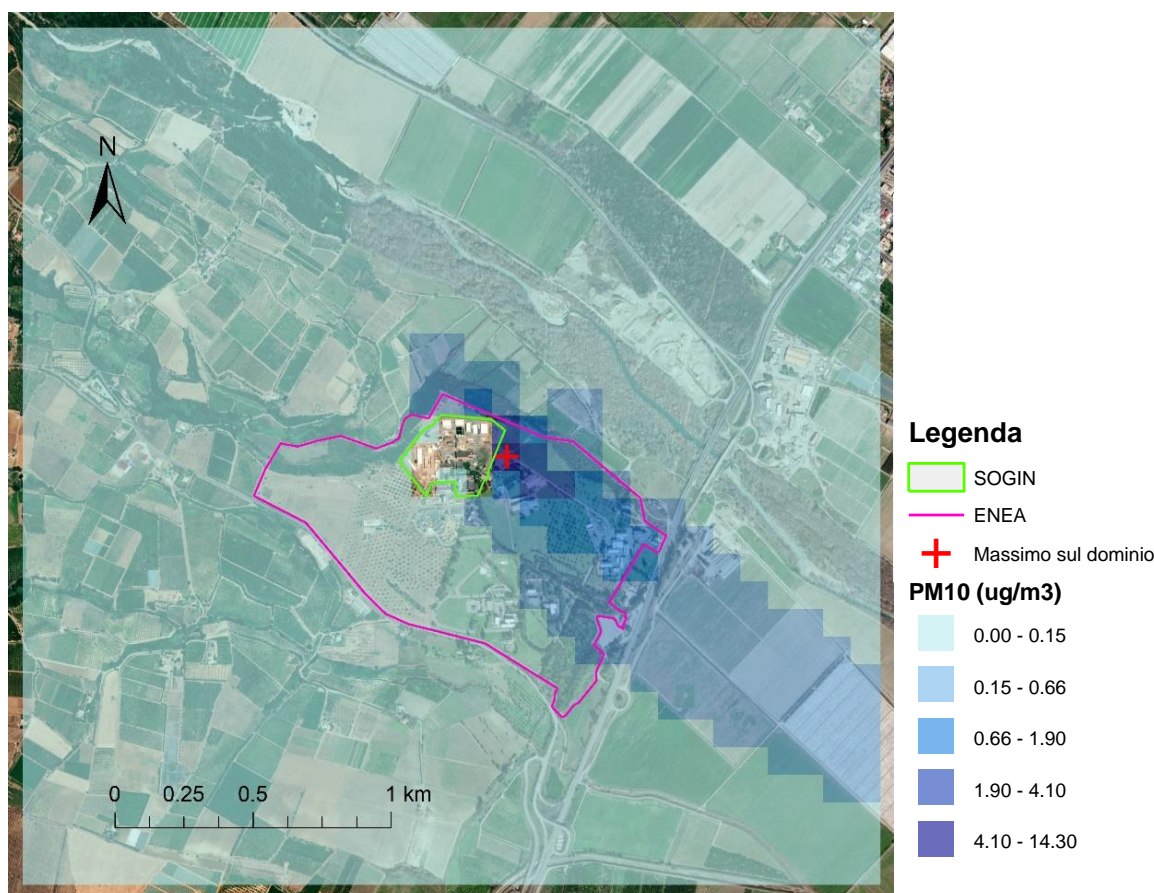 N
0 0.25 0.5 1 km
Legenda
SOGIN
ENEA
Massimo sul dominio
PM10 (ug/m3)
0.00 - 0.15
0.15 - 0.66
0.66 - 1.90
1.90 - 4.10
4.10 - 14.30